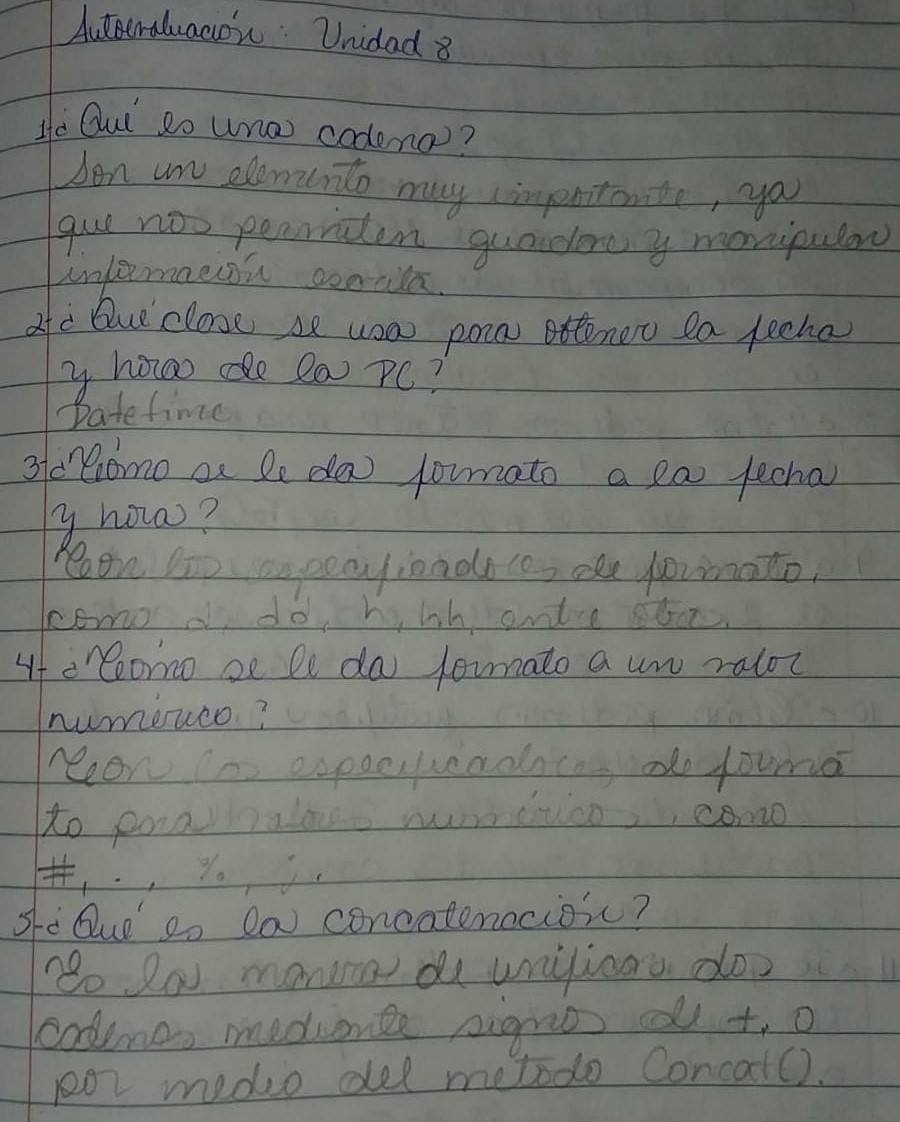 Autoevaluación: Unidad 8
1-¿Qué es una cadena?
Son un elemento muy importante, ya
que nos permiten guardar y manipular
información escrita.
2-¿Qué clase se usa para obtener la fecha
y hora de la PC?
Datetime
3-¿Cómo se le da formato a la fecha
y hora?
Con los especificadores de formato,
como d, dd, h, hh, entre otra.
4-¿Cómo se le da formato a un valor
numérico?
Con los especificadores de forma
to para valores numéricos, como
#, ., %, ;.
5-¿Qué es la concatenación?
Es la manera de unificar dos
cadenas mediante signos de +, o
por medio del metodo Concat().